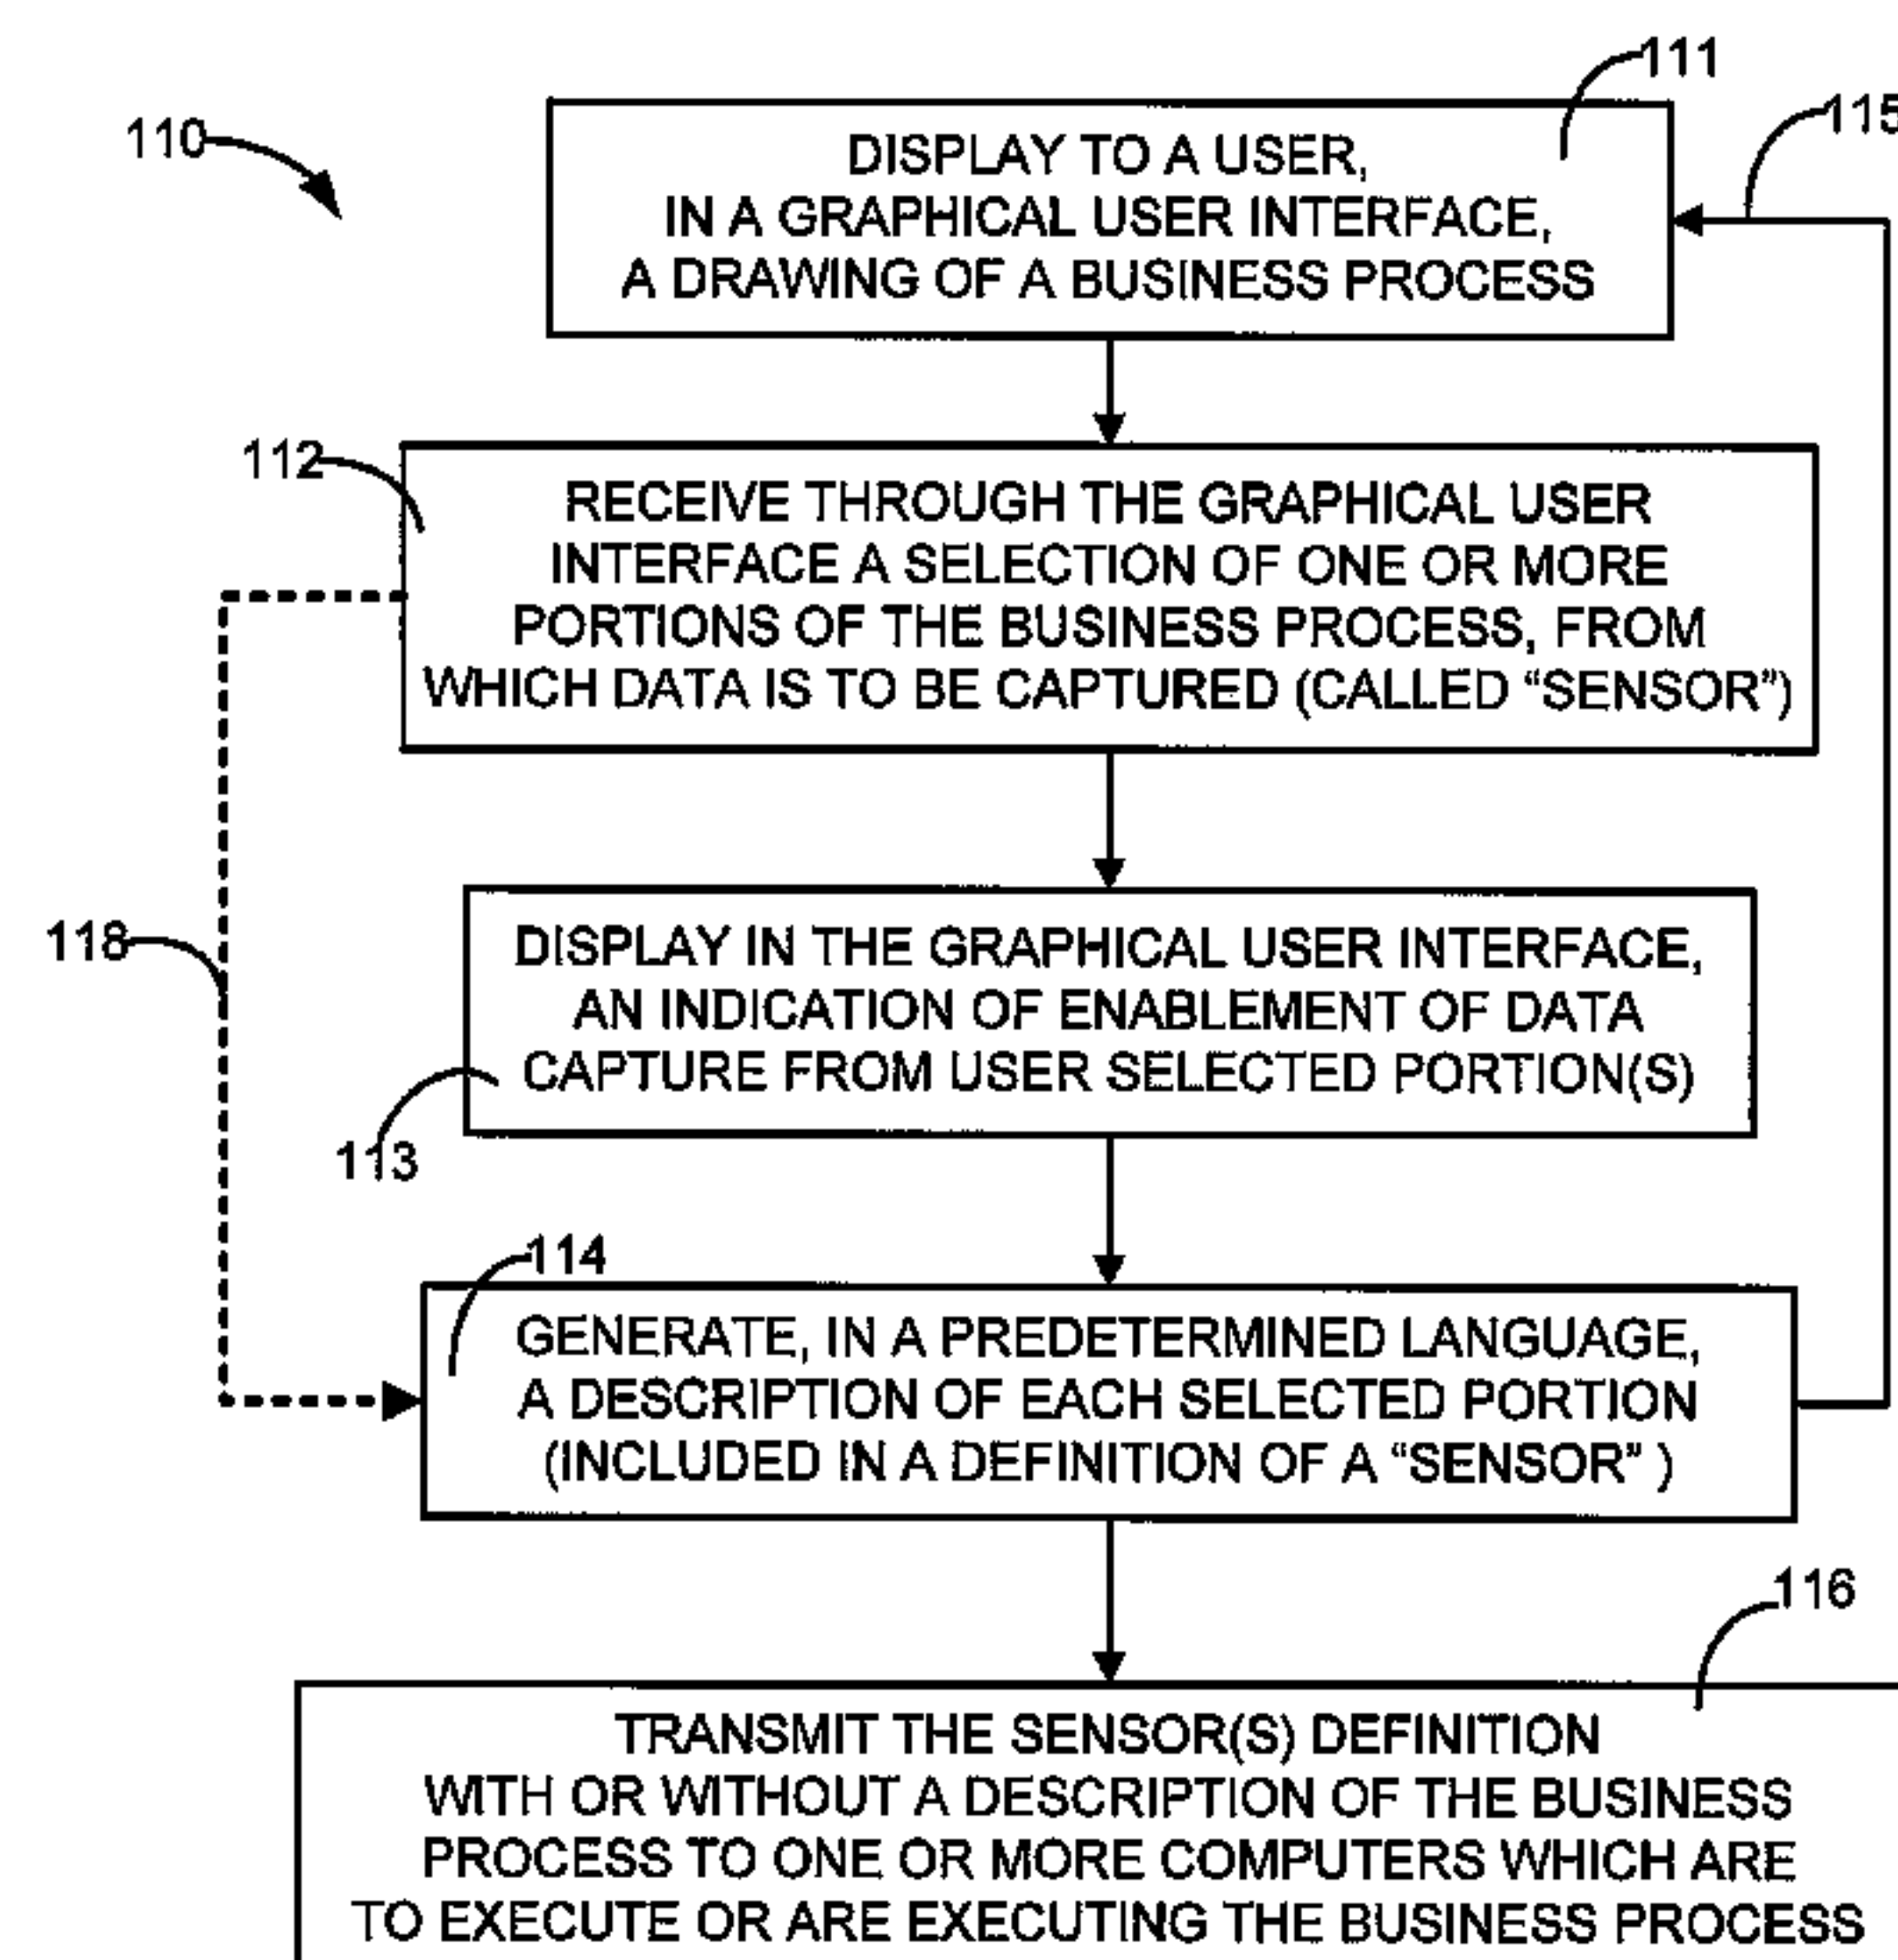 111
115
110
DISPLAY TO A USER,
IN A GRAPHICAL USER INTERFACE,
A DRAWING OF A BUSINESS PROCESS
112
RECEIVE THROUGH THE GRAPHICAL USER
INTERFACE A SELECTION OF ONE OR MORE
PORTIONS OF THE BUSINESS PROCESS, FROM
WHICH DATA IS TO BE CAPTURED (CALLED “SENSOR”)
118
DISPLAY IN THE GRAPHICAL USER INTERFACE,
AN INDICATION OF ENABLEMENT OF DATA
CAPTURE FROM USER SELECTED PORTION(S)
113
114
GENERATE, IN A PREDETERMINED LANGUAGE,
A DESCRIPTION OF EACH SELECTED PORTION
(INCLUDED IN A DEFINITION OF A “SENSOR” )
116
TRANSMIT THE SENSOR(S) DEFINITION
WITH OR WITHOUT A DESCRIPTION OF THE BUSINESS
PROCESS TO ONE OR MORE COMPUTERS WHICH ARE
TO EXECUTE OR ARE EXECUTING THE BUSINESS PROCESS